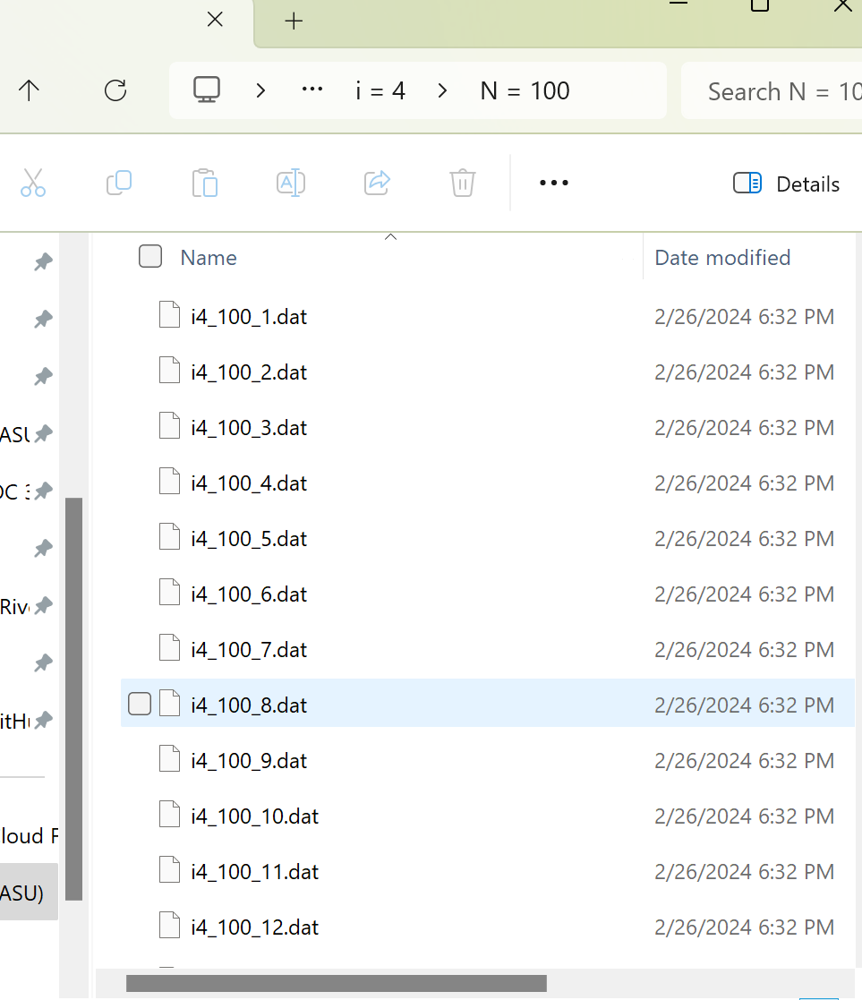 i = 4 N = 100 Search N = 10
Details
Name Date modified
i4_100_1.dat 2/26/2024 6:32 PM
i4_100_2.dat 2/26/2024 6:32 PM
i4_100_3.dat 2/26/2024 6:32 PM
ASU
i4_100_4.dat 2/26/2024 6:32 PM
OC 3
i4_100_5.dat 2/26/2024 6:32 PM
i4_100_6.dat 2/26/2024 6:32 PM
Riv
i4_100_7.dat 2/26/2024 6:32 PM
i4_100_8.dat 2/26/2024 6:32 PM
itHu
i4_100_9.dat 2/26/2024 6:32 PM
i4_100_10.dat 2/26/2024 6:32 PM
loud F
i4_100_11.dat 2/26/2024 6:32 PM
ASU)
i4_100_12.dat 2/26/2024 6:32 PM